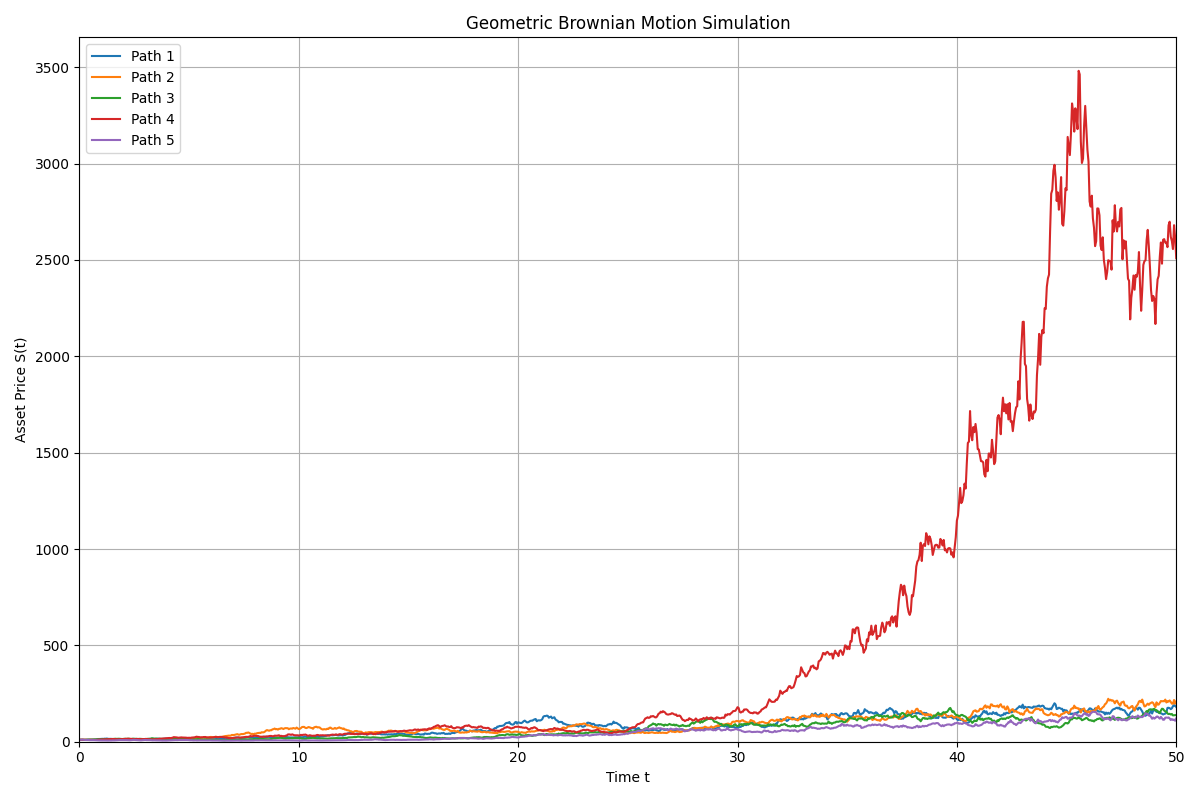 Geometric Brownian Motion Simulation
Path 1
Path 2
Path 3
Path 4
Path 5
3500
3000
2500
2000
1500
1000
500
0
Asset Price S(t)
0 10 20 30 40 50
Time t